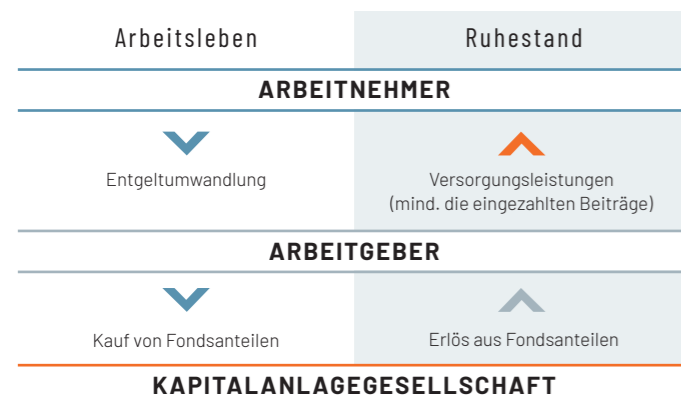 Arbeitsleben
Ruhestand
ARBEITNEHMER
Entgeltumwandlung
Versorgungsleistungen
(mind. die eingezahlten Beiträge)
ARBEITGEBER
Kauf von Fondsanteilen
Erlös aus Fondsanteilen
KAPITALANLAGEGESELLSCHAFT